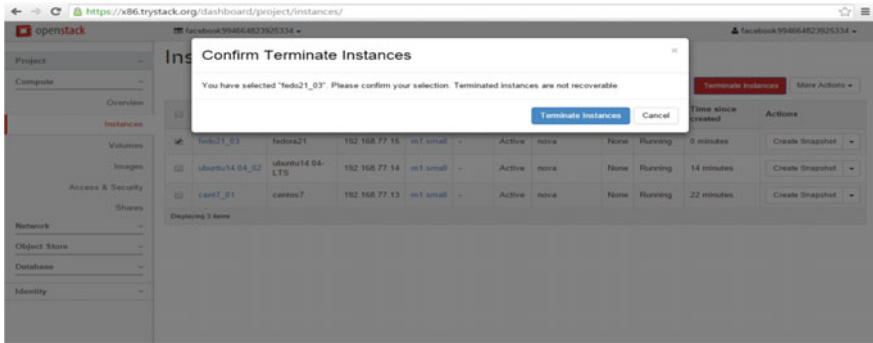 https://x86.trystack.org/dashboard/project/instances/
openstack facebook994664823925334 facebook994664823925334
Project
Compute
Overview
Instances
Volumes
Images
Access & Security
Shares
Network
Object Store
Database
Identity
Ins
Confirm Terminate Instances ×
You have selected "fedo21_03". Please confirm your selection. Terminated instances are not recoverable.
Terminate Instances Cancel
Terminate Instances More Actions
Time since created Actions
fedo21_03 fedora21 192.168.77.15 m1.small - Active nova None Running 0 minutes Create Snapshot
ubuntu14.04_02 ubuntu14.04-LTS 192.168.77.14 m1.small - Active nova None Running 14 minutes Create Snapshot
cent7_01 centos7 192.168.77.13 m1.small - Active nova None Running 22 minutes Create Snapshot
Displaying 3 items